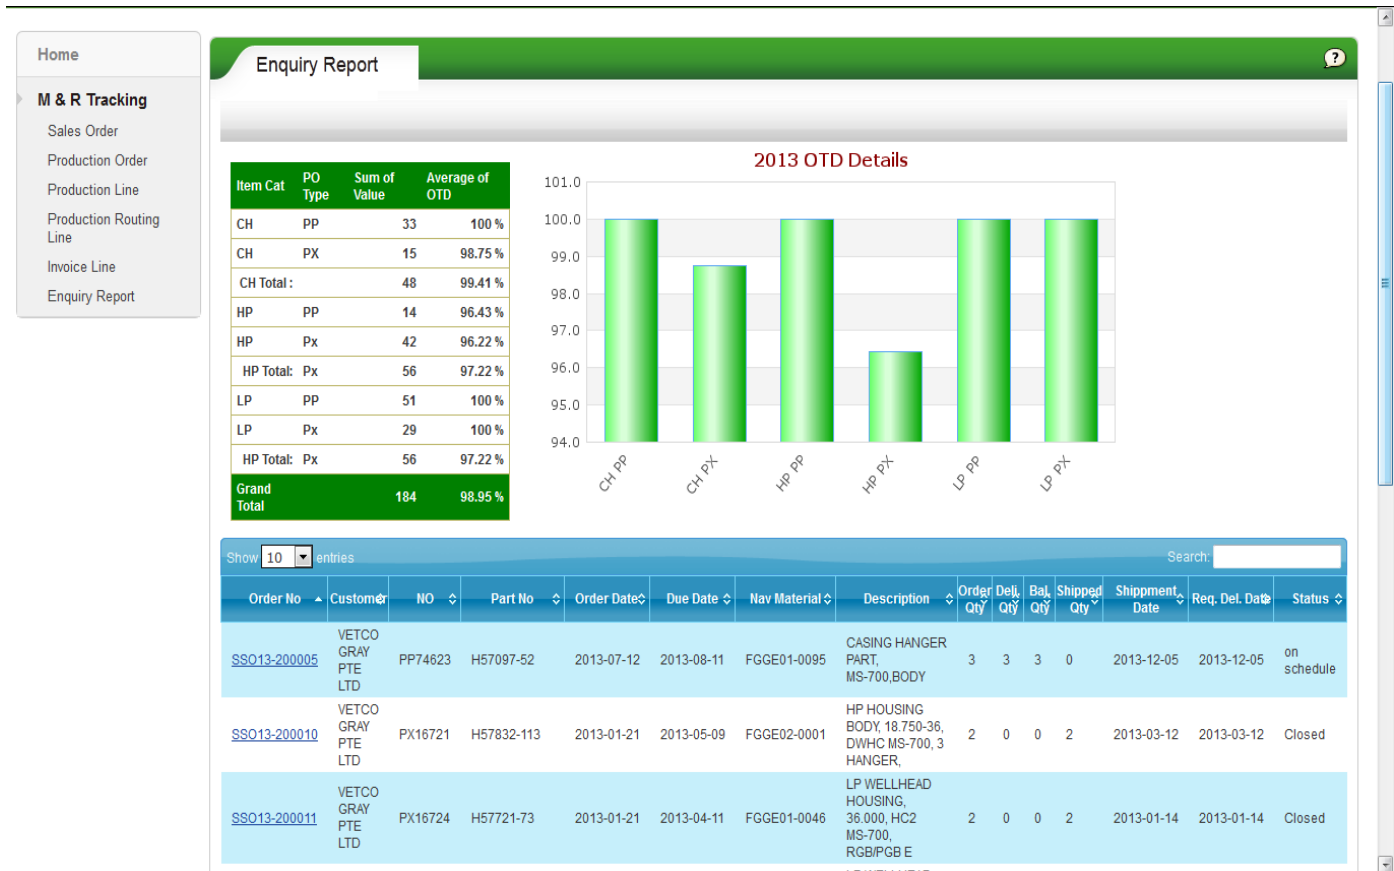 Home
M & R Tracking
Sales Order
Production Order
Production Line
Production Routing
Line
Invoice Line
Enquiry Report
Enquiry Report
?
Item Cat PO Type Sum of Value Average of OTD
CH PP 33 100 %
CH PX 15 98.75 %
CH Total : 48 99.41 %
HP PP 14 96.43 %
HP Px 42 96.22 %
HP Total: Px 56 97.22 %
LP PP 51 100 %
LP Px 29 100 %
HP Total: Px 56 97.22 %
Grand Total 184 98.95 %
2013 OTD Details
101.0
100.0
99.0
98.0
97.0
96.0
95.0
94.0
CH PP
CH PX
HP PP
HP PX
LP PP
LP PX
Show 10 entries
Search:
Order No Customer NO Part No Order Date Due Date Nav Material Description Order Qty Deli. Qty Bal. Qty Shipped Qty Shippment Date Req. Del. Date Status
SSO13-200005 VETCO GRAY PTE LTD PP74623 H57097-52 2013-07-12 2013-08-11 FGGE01-0095 CASING HANGER PART, MS-700,BODY 3 3 3 0 2013-12-05 2013-12-05 on schedule
SSO13-200010 VETCO GRAY PTE LTD PX16721 H57832-113 2013-01-21 2013-05-09 FGGE02-0001 HP HOUSING BODY, 18.750-36, DWHC MS-700, 3 HANGER, 2 0 0 2 2013-03-12 2013-03-12 Closed
SSO13-200011 VETCO GRAY PTE LTD PX16724 H57721-73 2013-01-21 2013-04-11 FGGE01-0046 LP WELLHEAD HOUSING, 36.000, HC2 MS-700, RGB/PGB E 2 0 0 2 2013-01-14 2013-01-14 Closed